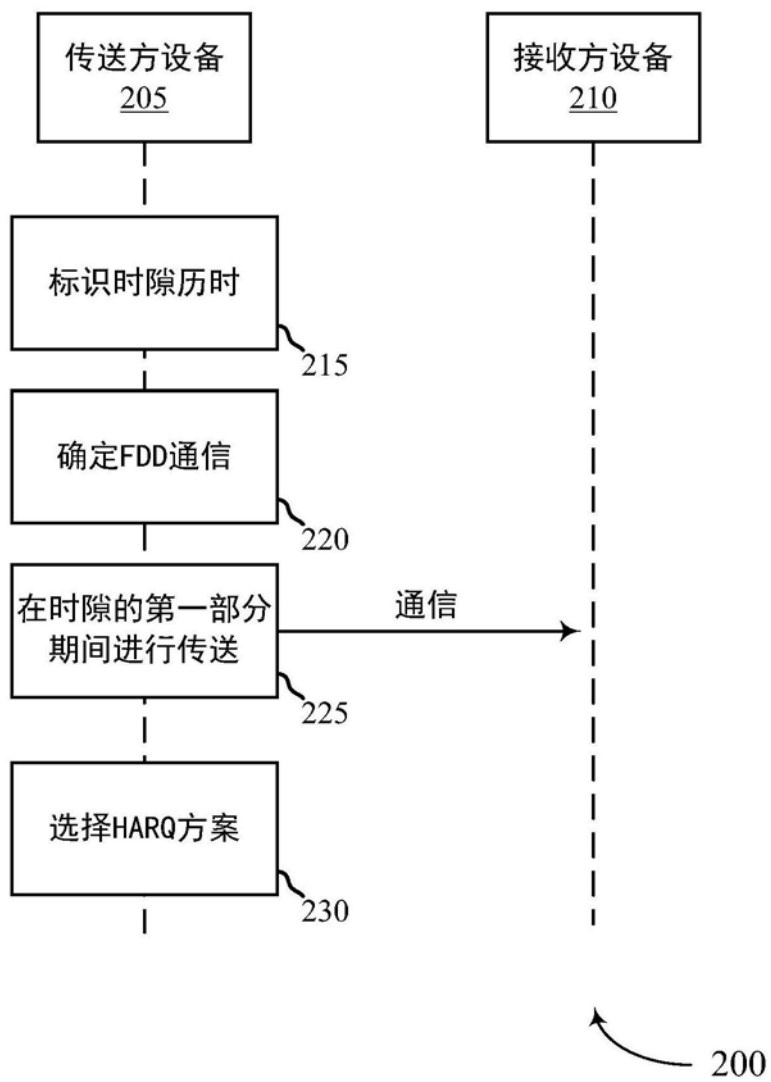 传送方设备
205
接收方设备
210
标识时隙历时
215
确定FDD通信
220
在时隙的第一部分
期间进行传送
通信
225
选择HARQ方案
230
200